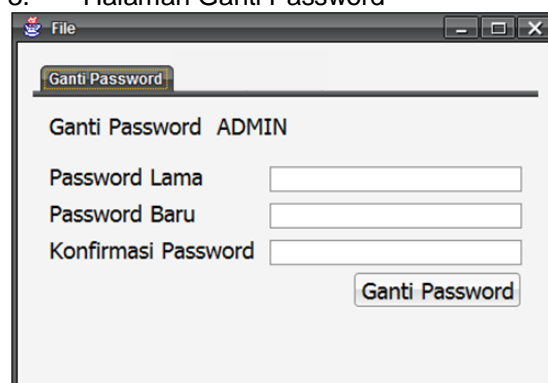 Halaman Ganti Password
File
Ganti Password
Ganti Password ADMIN
Password Lama
Password Baru
Konfirmasi Password
Ganti Password